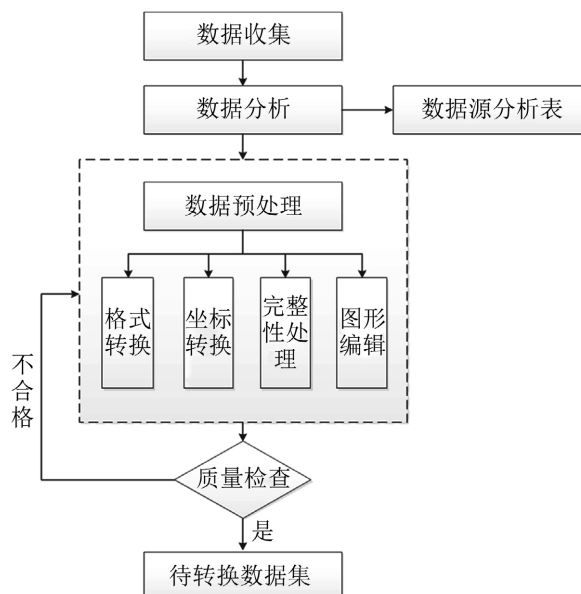 数据收集
数据分析
数据源分析表
数据预处理
格式
转换
坐标
转换
完整
性处
理
图形
编辑
不合格
质量检查
是
待转换数据集